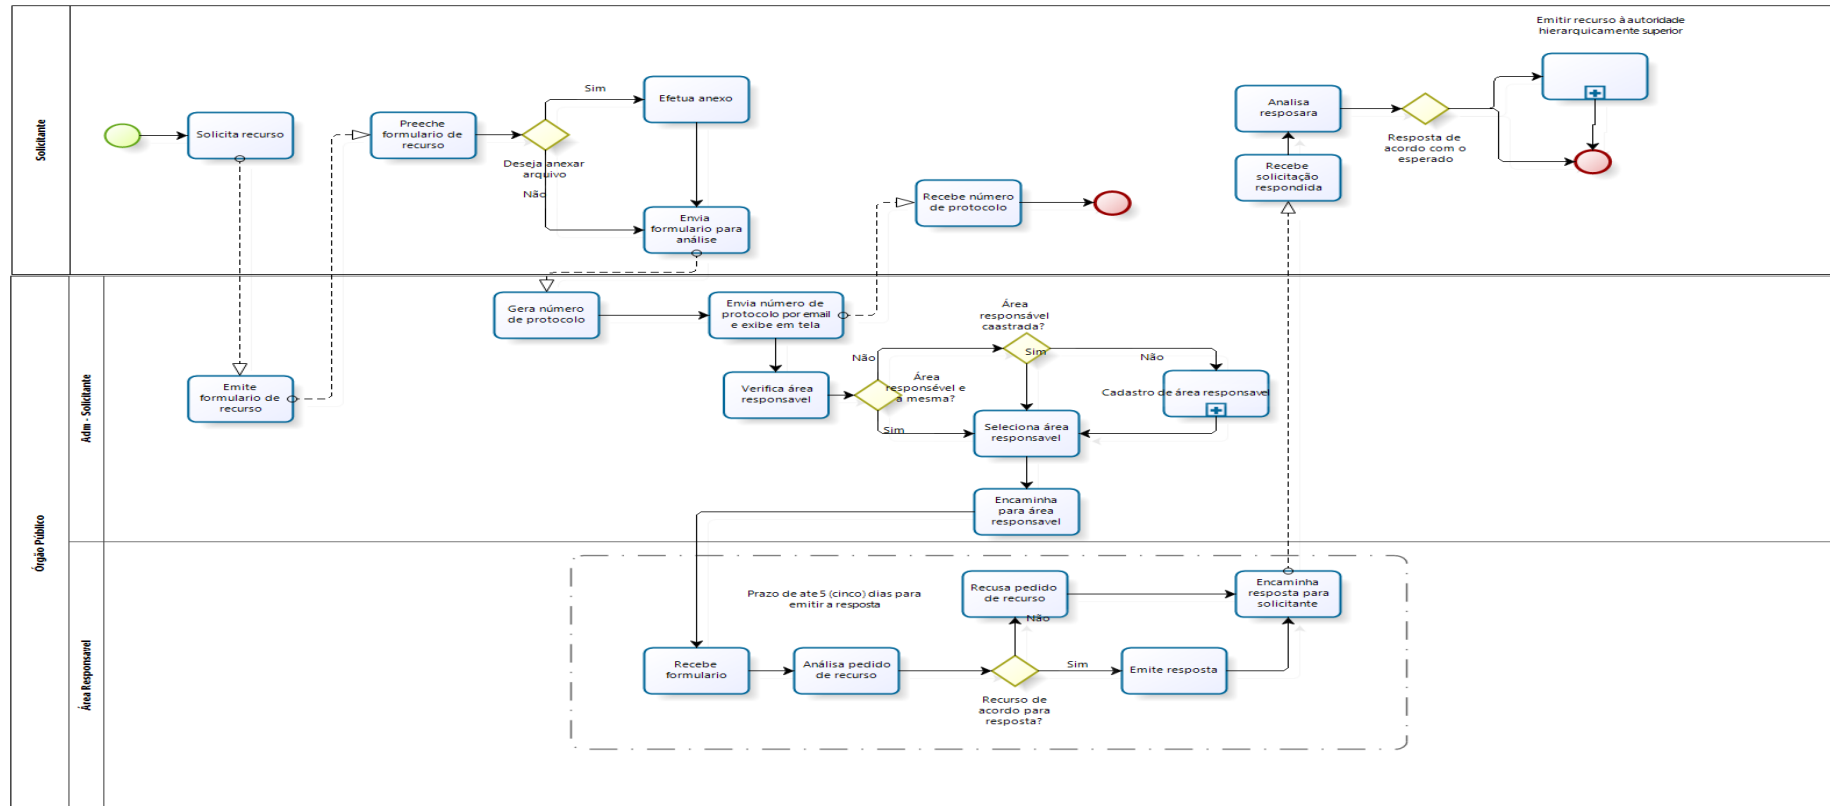 Solicitante
Solicita recurso
Preeche
formulario de
recurso
Deseja anexar
arquivo
Sim
Não
Efetua anexo
Envia
formulario para
análise
Recebe número
de protocolo
Analisa
resposara
Recebe
solicitação
respondida
Resposta de
acordo com o
esperado
Emitir recurso à autoridade
hierarquicamente superior
Órgão Público
Adm - Solicitante
Emite
formulario de
recurso
Gera número
de protocolo
Envia número de
protocolo por email
e exibe em tela
Verifica área
responsavel
Área
responsével e
a mesma?
Não
Sim
Área
responsável
caastrada?
Sim
Não
Cadastro de área responsavel
Seleciona área
responsavel
Encaminha
para área
responsavel
Área Responsavel
Prazo de ate 5 (cinco) dias para
emitir a resposta
Recebe
formulario
Análisa pedido
de recurso
Recurso de
acordo para
resposta?
Não
Sim
Recusa pedido
de recurso
Emite resposta
Encaminha
resposta para
solicitante